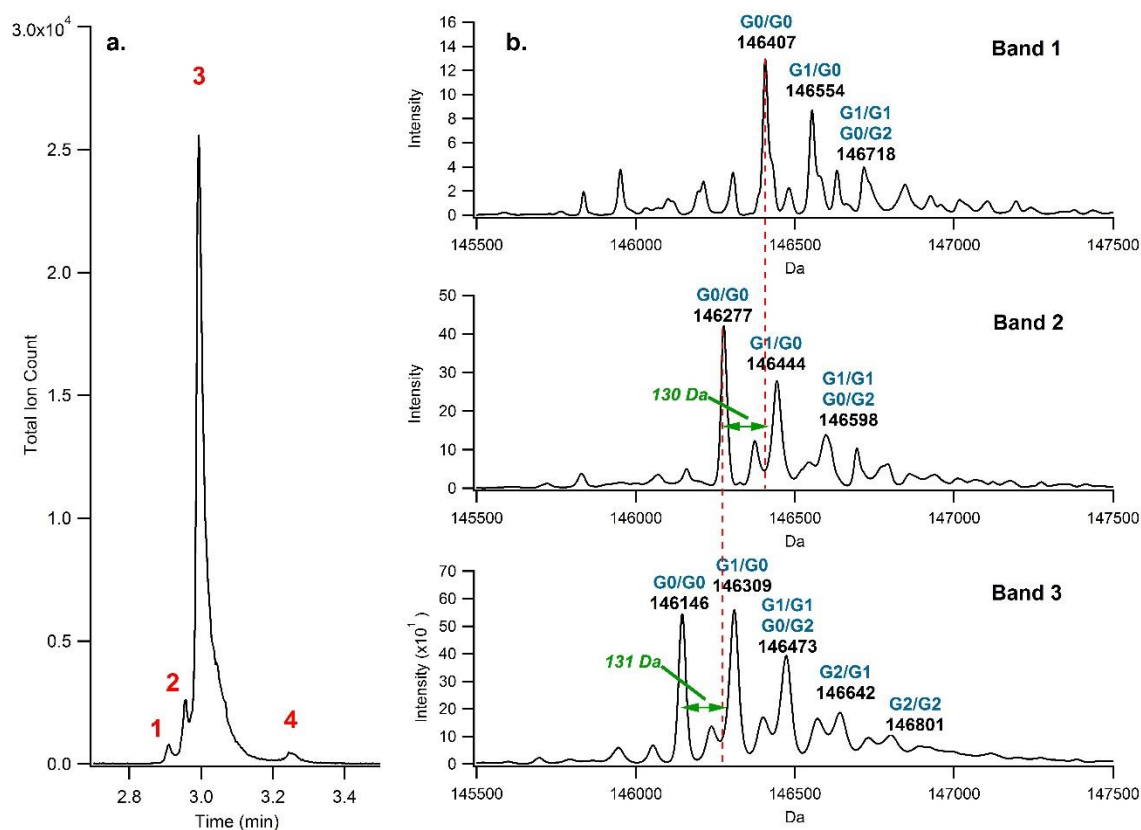 a.
3.0x10⁴
2.5
2.0
1.5
1.0
0.5
0.0
Total Ion Count
1
2
3
4
2.8 3.0 3.2 3.4
Time (min)
b.
Band 1
G0/G0
146407
G1/G0
146554
G1/G1
G0/G2
146718
16
14
12
10
8
6
4
2
0
Intensity
145500 146000 146500 147000 147500
Da
Band 2
G0/G0
146277
G1/G0
146444
G1/G1
G0/G2
146598
130 Da
50
40
30
20
10
0
Intensity
145500 146000 146500 147000 147500
Da
Band 3
G0/G0
146146
G1/G0
146309
G1/G1
G0/G2
146473
G2/G1
146642
G2/G2
146801
131 Da
70
60
50
40
30
20
10
0
Intensity (x10¹)
145500 146000 146500 147000 147500
Da